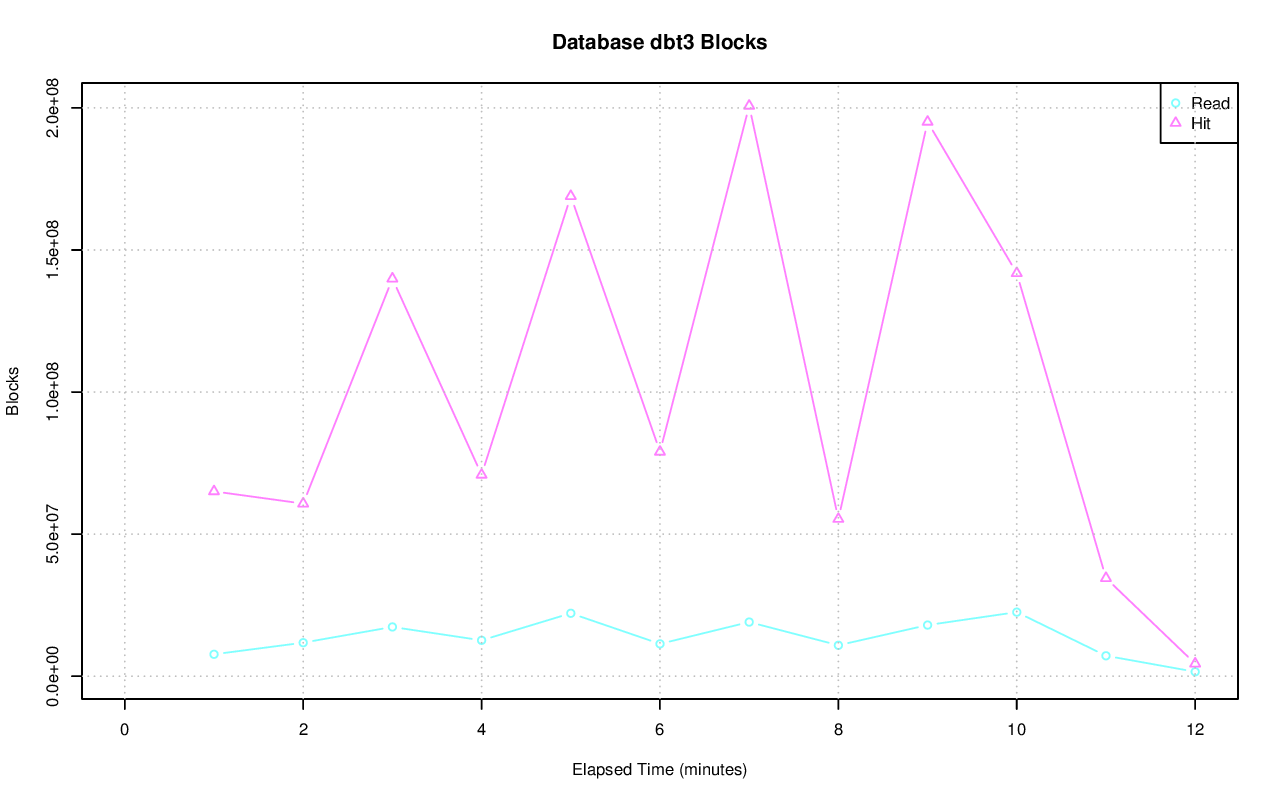 Database dbt3 Blocks
Read
Hit
2.0e+08
1.5e+08
1.0e+08
5.0e+07
0.0e+00
Blocks
0 2 4 6 8 10 12
Elapsed Time (minutes)